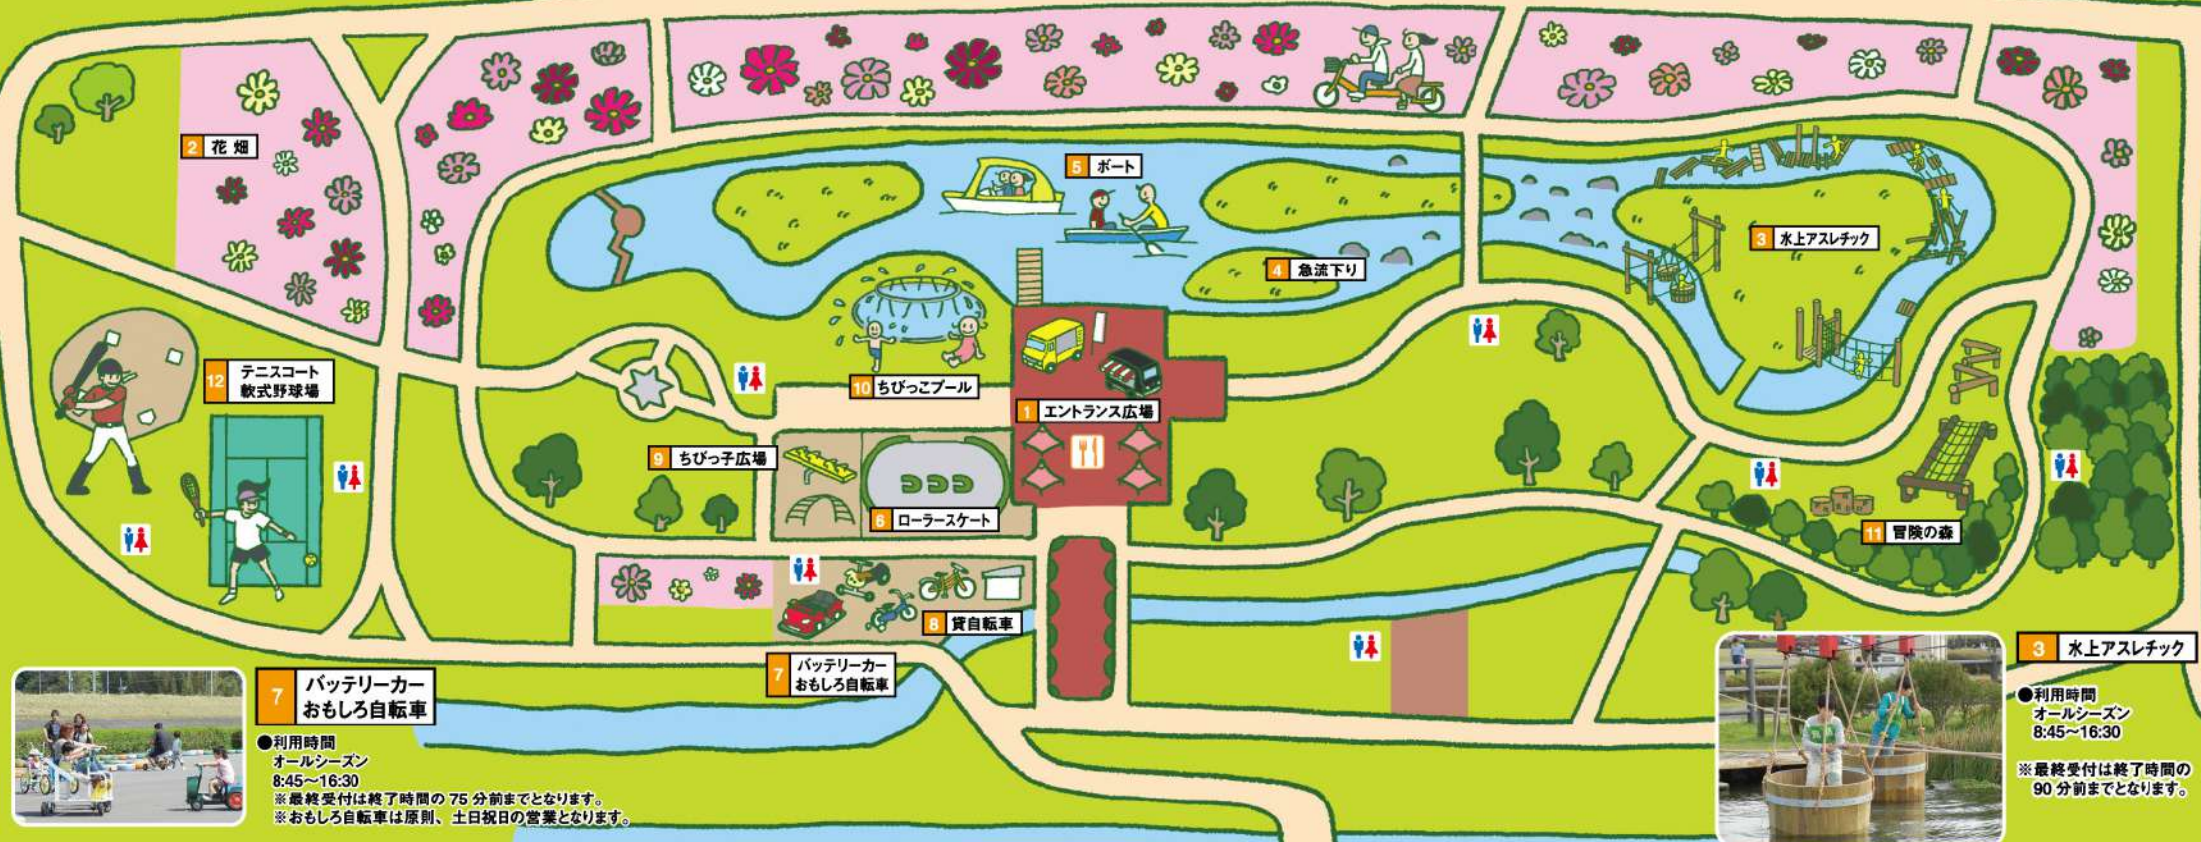 2 花畑
5 ボート
3 水上アスレチック
4 急流下り
12 テニスコート
軟式野球場
10 ちびっこプール
1 エントランス広場
9 ちびっ子広場
6 ローラースケート
11 冒険の森
8 貸自転車
7 バッテリーカー
おもしろ自転車
7 バッテリーカー
おもしろ自転車
●利用時間
オールシーズン
8:45～16:30
※最終受付は終了時間の 75 分前までとなります。
※おもしろ自転車は原則、土日祝日の営業となります。
3 水上アスレチック
●利用時間
オールシーズン
8:45～16:30
※最終受付は終了時間の
90 分前までとなります。